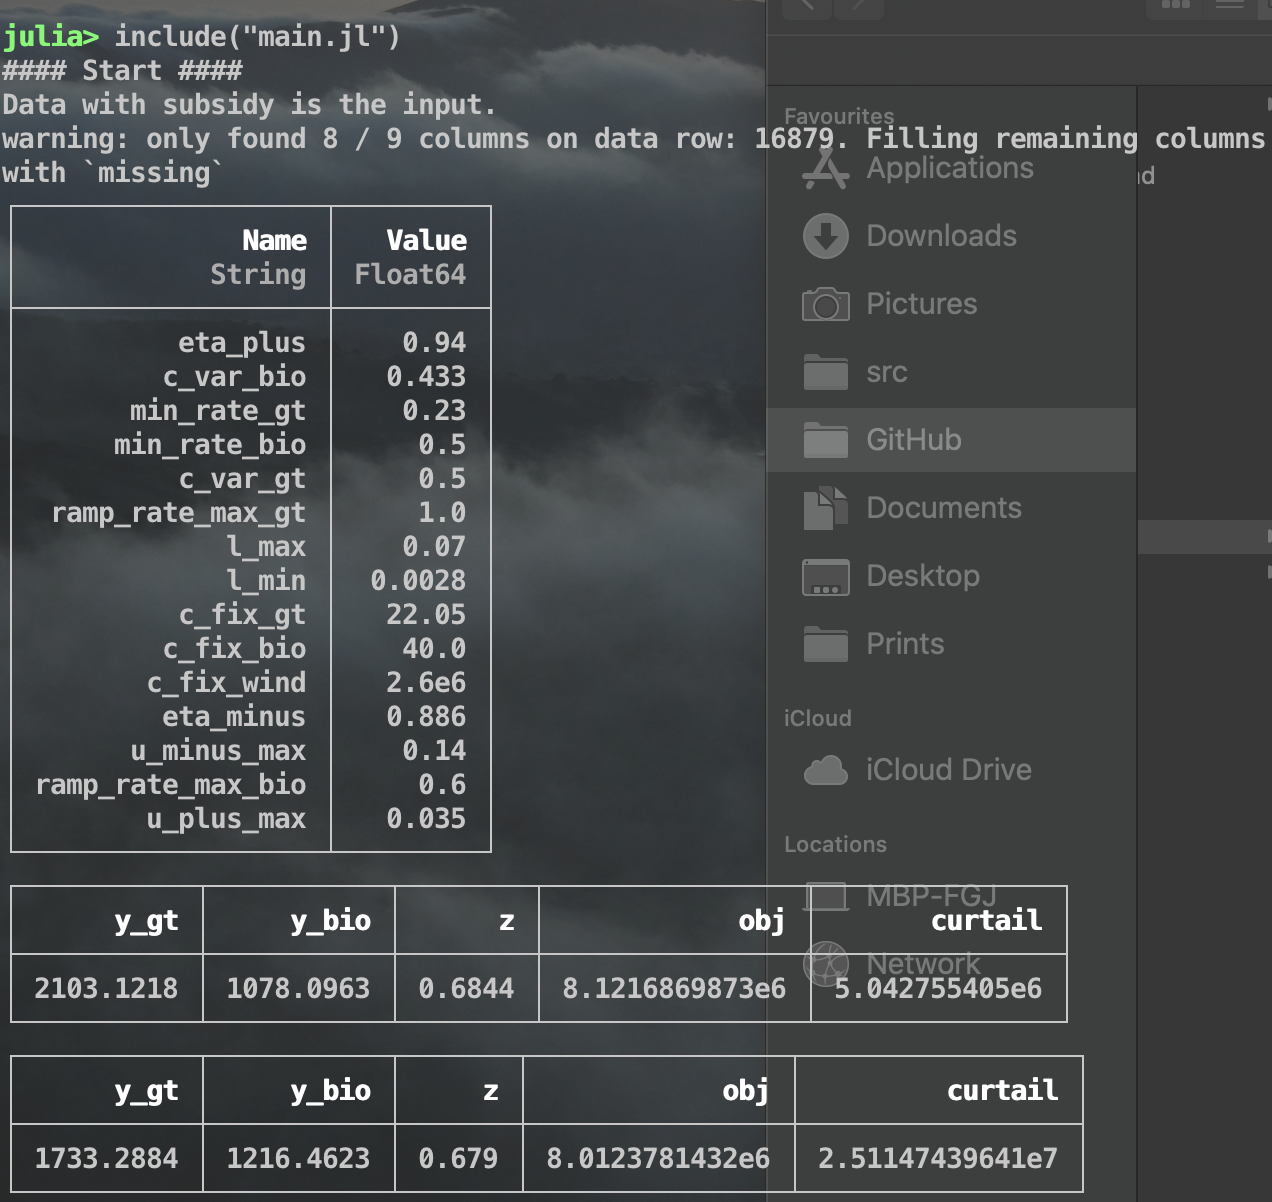 julia> include("main.jl")
#### Start ####
Data with subsidy is the input.
warning: only found 8 / 9 columns on data row: 16879. Filling remaining columns
with `missing`
Name Value
String Float64
eta_plus 0.94
c_var_bio 0.433
min_rate_gt 0.23
min_rate_bio 0.5
c_var_gt 0.5
ramp_rate_max_gt 1.0
l_max 0.07
l_min 0.0028
c_fix_gt 22.05
c_fix_bio 40.0
c_fix_wind 2.6e6
eta_minus 0.886
u_minus_max 0.14
ramp_rate_max_bio 0.6
u_plus_max 0.035
y_gt y_bio z obj curtail
2103.1218 1078.0963 0.6844 8.1216869873e6 5.042755405e6
y_gt y_bio z obj curtail
1733.2884 1216.4623 0.679 8.0123781432e6 2.51147439641e7
Favourites
Applications
Downloads
Pictures
src
GitHub
Documents
Desktop
Prints
iCloud
iCloud Drive
Locations
MBP-FGJ
Network